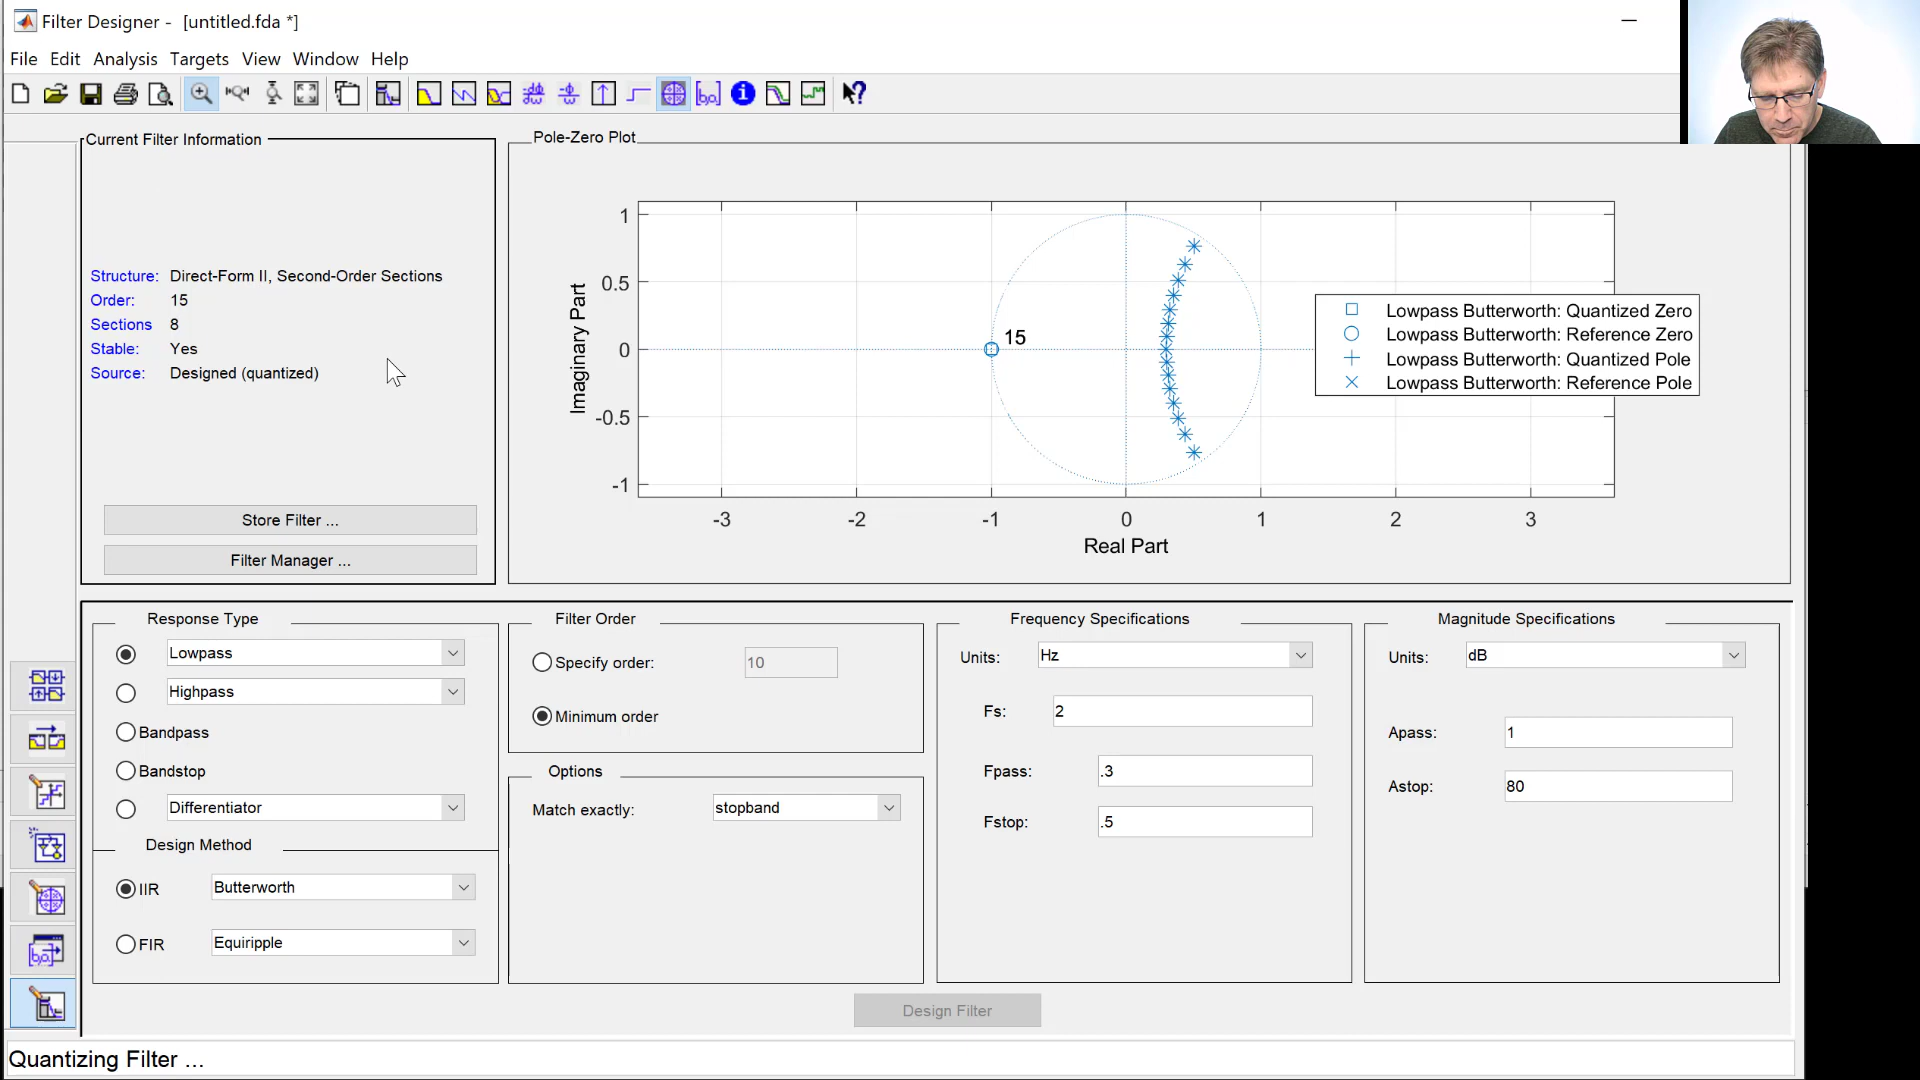 Filter Designer - [untitled.fda *]
File Edit Analysis Targets View Window Help
Current Filter Information
Structure: Direct-Form II, Second-Order Sections
Order: 15
Sections 8
Stable: Yes
Source: Designed (quantized)
Store Filter ...
Filter Manager ...
Pole-Zero Plot
1
0.5
0
-0.5
-1
Imaginary Part
15
-3 -2 -1 0 1 2 3
Real Part
Lowpass Butterworth: Quantized Zero
Lowpass Butterworth: Reference Zero
Lowpass Butterworth: Quantized Pole
Lowpass Butterworth: Reference Pole
Response Type
Lowpass
Highpass
Bandpass
Bandstop
Differentiator
Design Method
IIR Butterworth
FIR Equiripple
Filter Order
Specify order: 10
Minimum order
Options
Match exactly: stopband
Frequency Specifications
Units: Hz
Fs: 2
Fpass: .3
Fstop: .5
Magnitude Specifications
Units: dB
Apass: 1
Astop: 80
Design Filter
Quantizing Filter ...